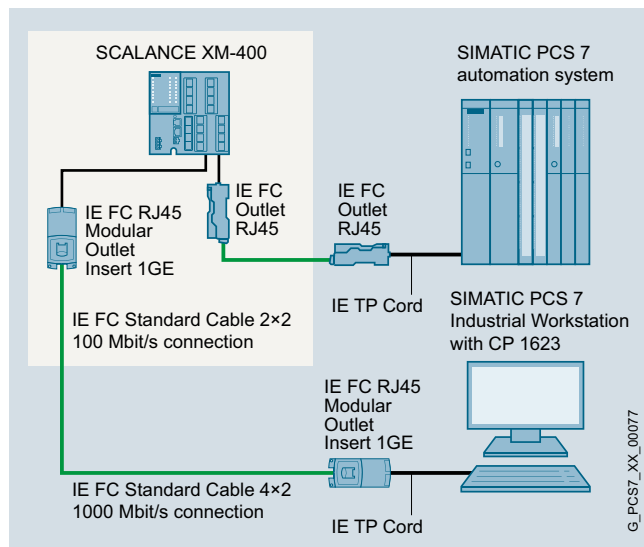 SCALANCE XM-400
SIMATIC PCS 7
automation system
IE FC RJ45
Modular
Outlet
Insert 1GE
IE FC
Outlet
RJ45
IE FC
Outlet
RJ45
IE TP Cord
IE FC Standard Cable 2×2
100 Mbit/s connection
SIMATIC PCS 7
Industrial Workstation
with CP 1623
IE FC RJ45
Modular
Outlet
Insert 1GE
IE FC Standard Cable 4×2
1000 Mbit/s connection
IE TP Cord
G_PCS7_XX_00077